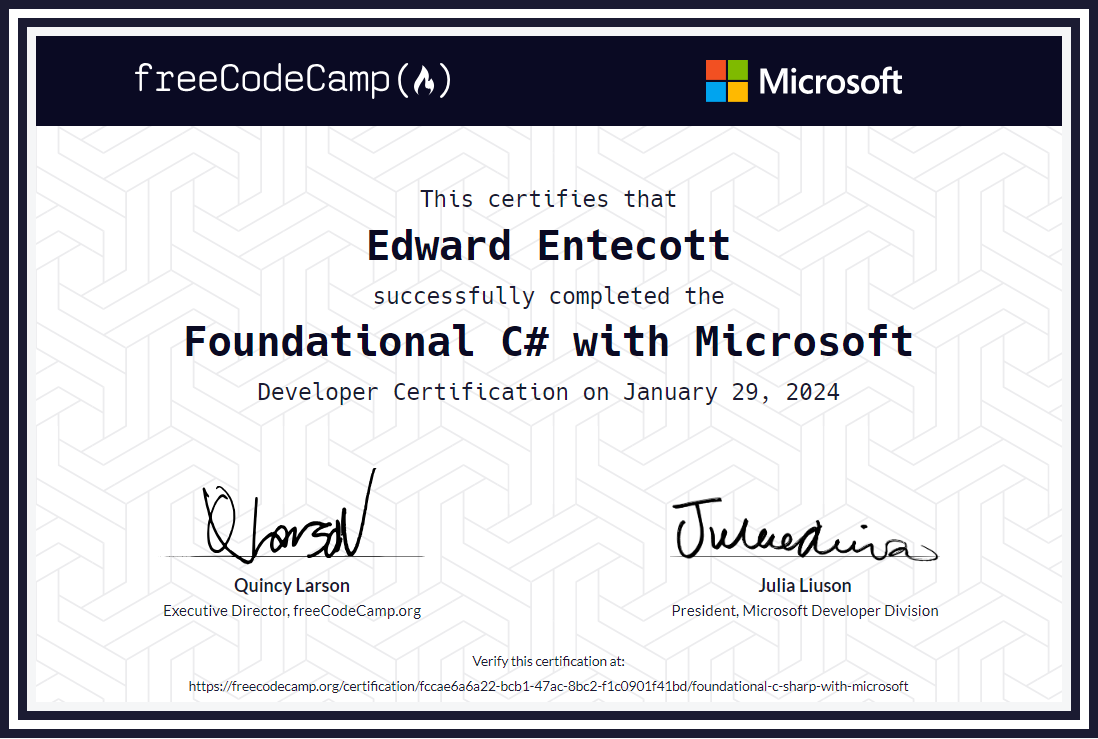 freeCodeCamp
Microsoft
This certifies that
Edward Entecott
successfully completed the
Foundational C# with Microsoft
Developer Certification on January 29, 2024
Quincy Larson
Executive Director, freeCodeCamp.org
Julia Liuson
President, Microsoft Developer Division
Verify this certification at:
https://freecodecamp.org/certification/fccae6a6a22-bcb1-47ac-8bc2-f1c0901f41bd/foundational-c-sharp-with-microsoft